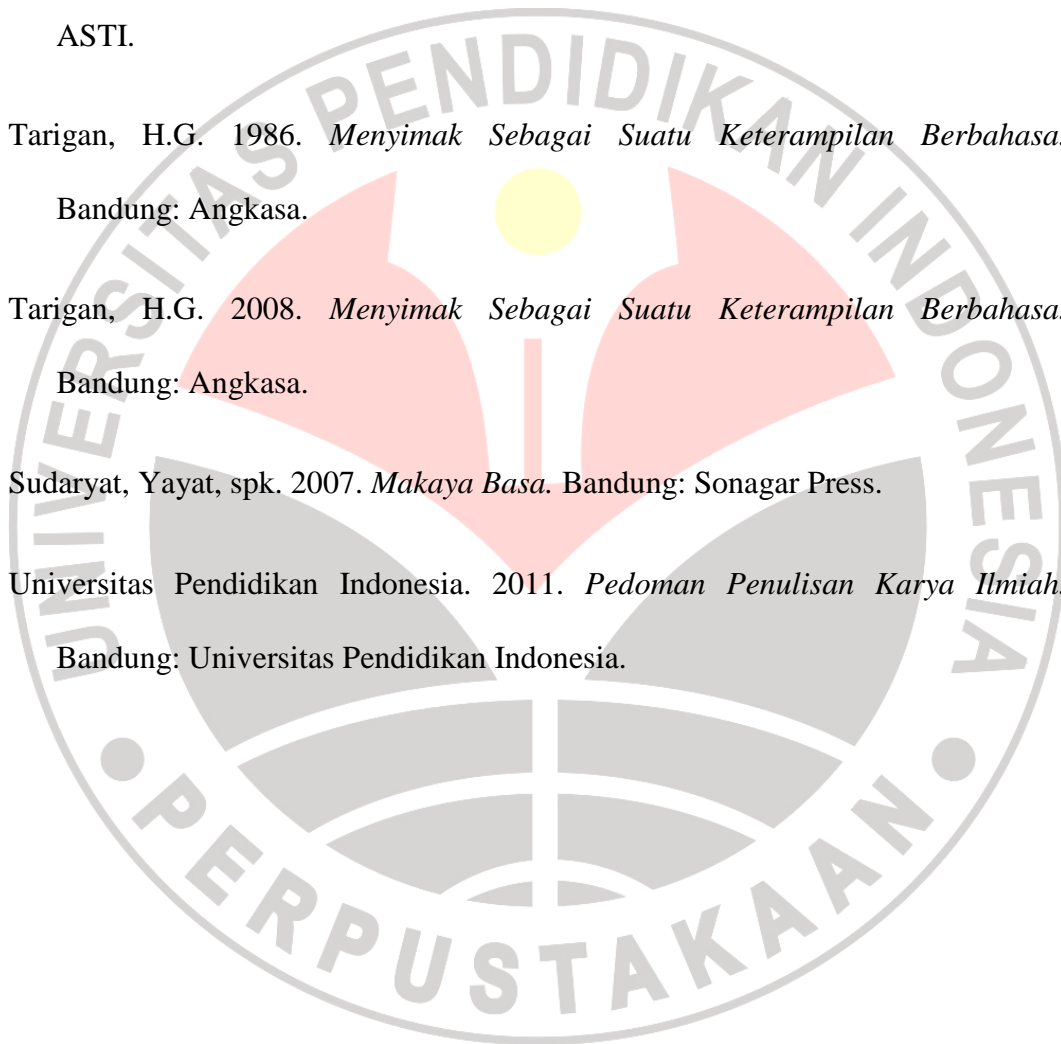 ASTI.
Tarigan, H.G. 1986. Menyimak Sebagai Suatu Keterampilan Berbahasa.
Bandung: Angkasa.
Tarigan, H.G. 2008. Menyimak Sebagai Suatu Keterampilan Berbahasa.
Bandung: Angkasa.
Sudaryat, Yayat, spk. 2007. Makaya Basa. Bandung: Sonagar Press.
Universitas Pendidikan Indonesia. 2011. Pedoman Penulisan Karya Ilmiah.
Bandung: Universitas Pendidikan Indonesia.
UNIVERSITAS PENDIDIKAN INDONESIA
PERPUSTAKAAN